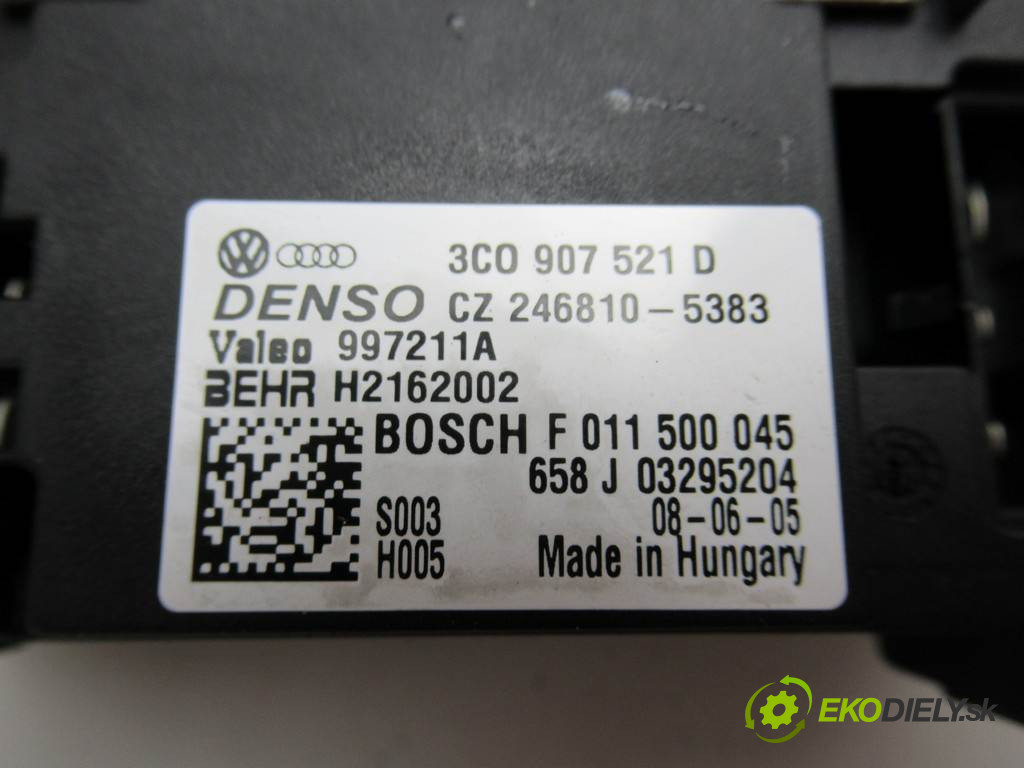 3C0 907 521 D
DENSO CZ 246810-5383
Valeo 997211A
BEHR H2162002
BOSCH F 011 500 045
658 J 03295204
S003 08-06-05
H005 Made in Hungary
EKODIELY.sk